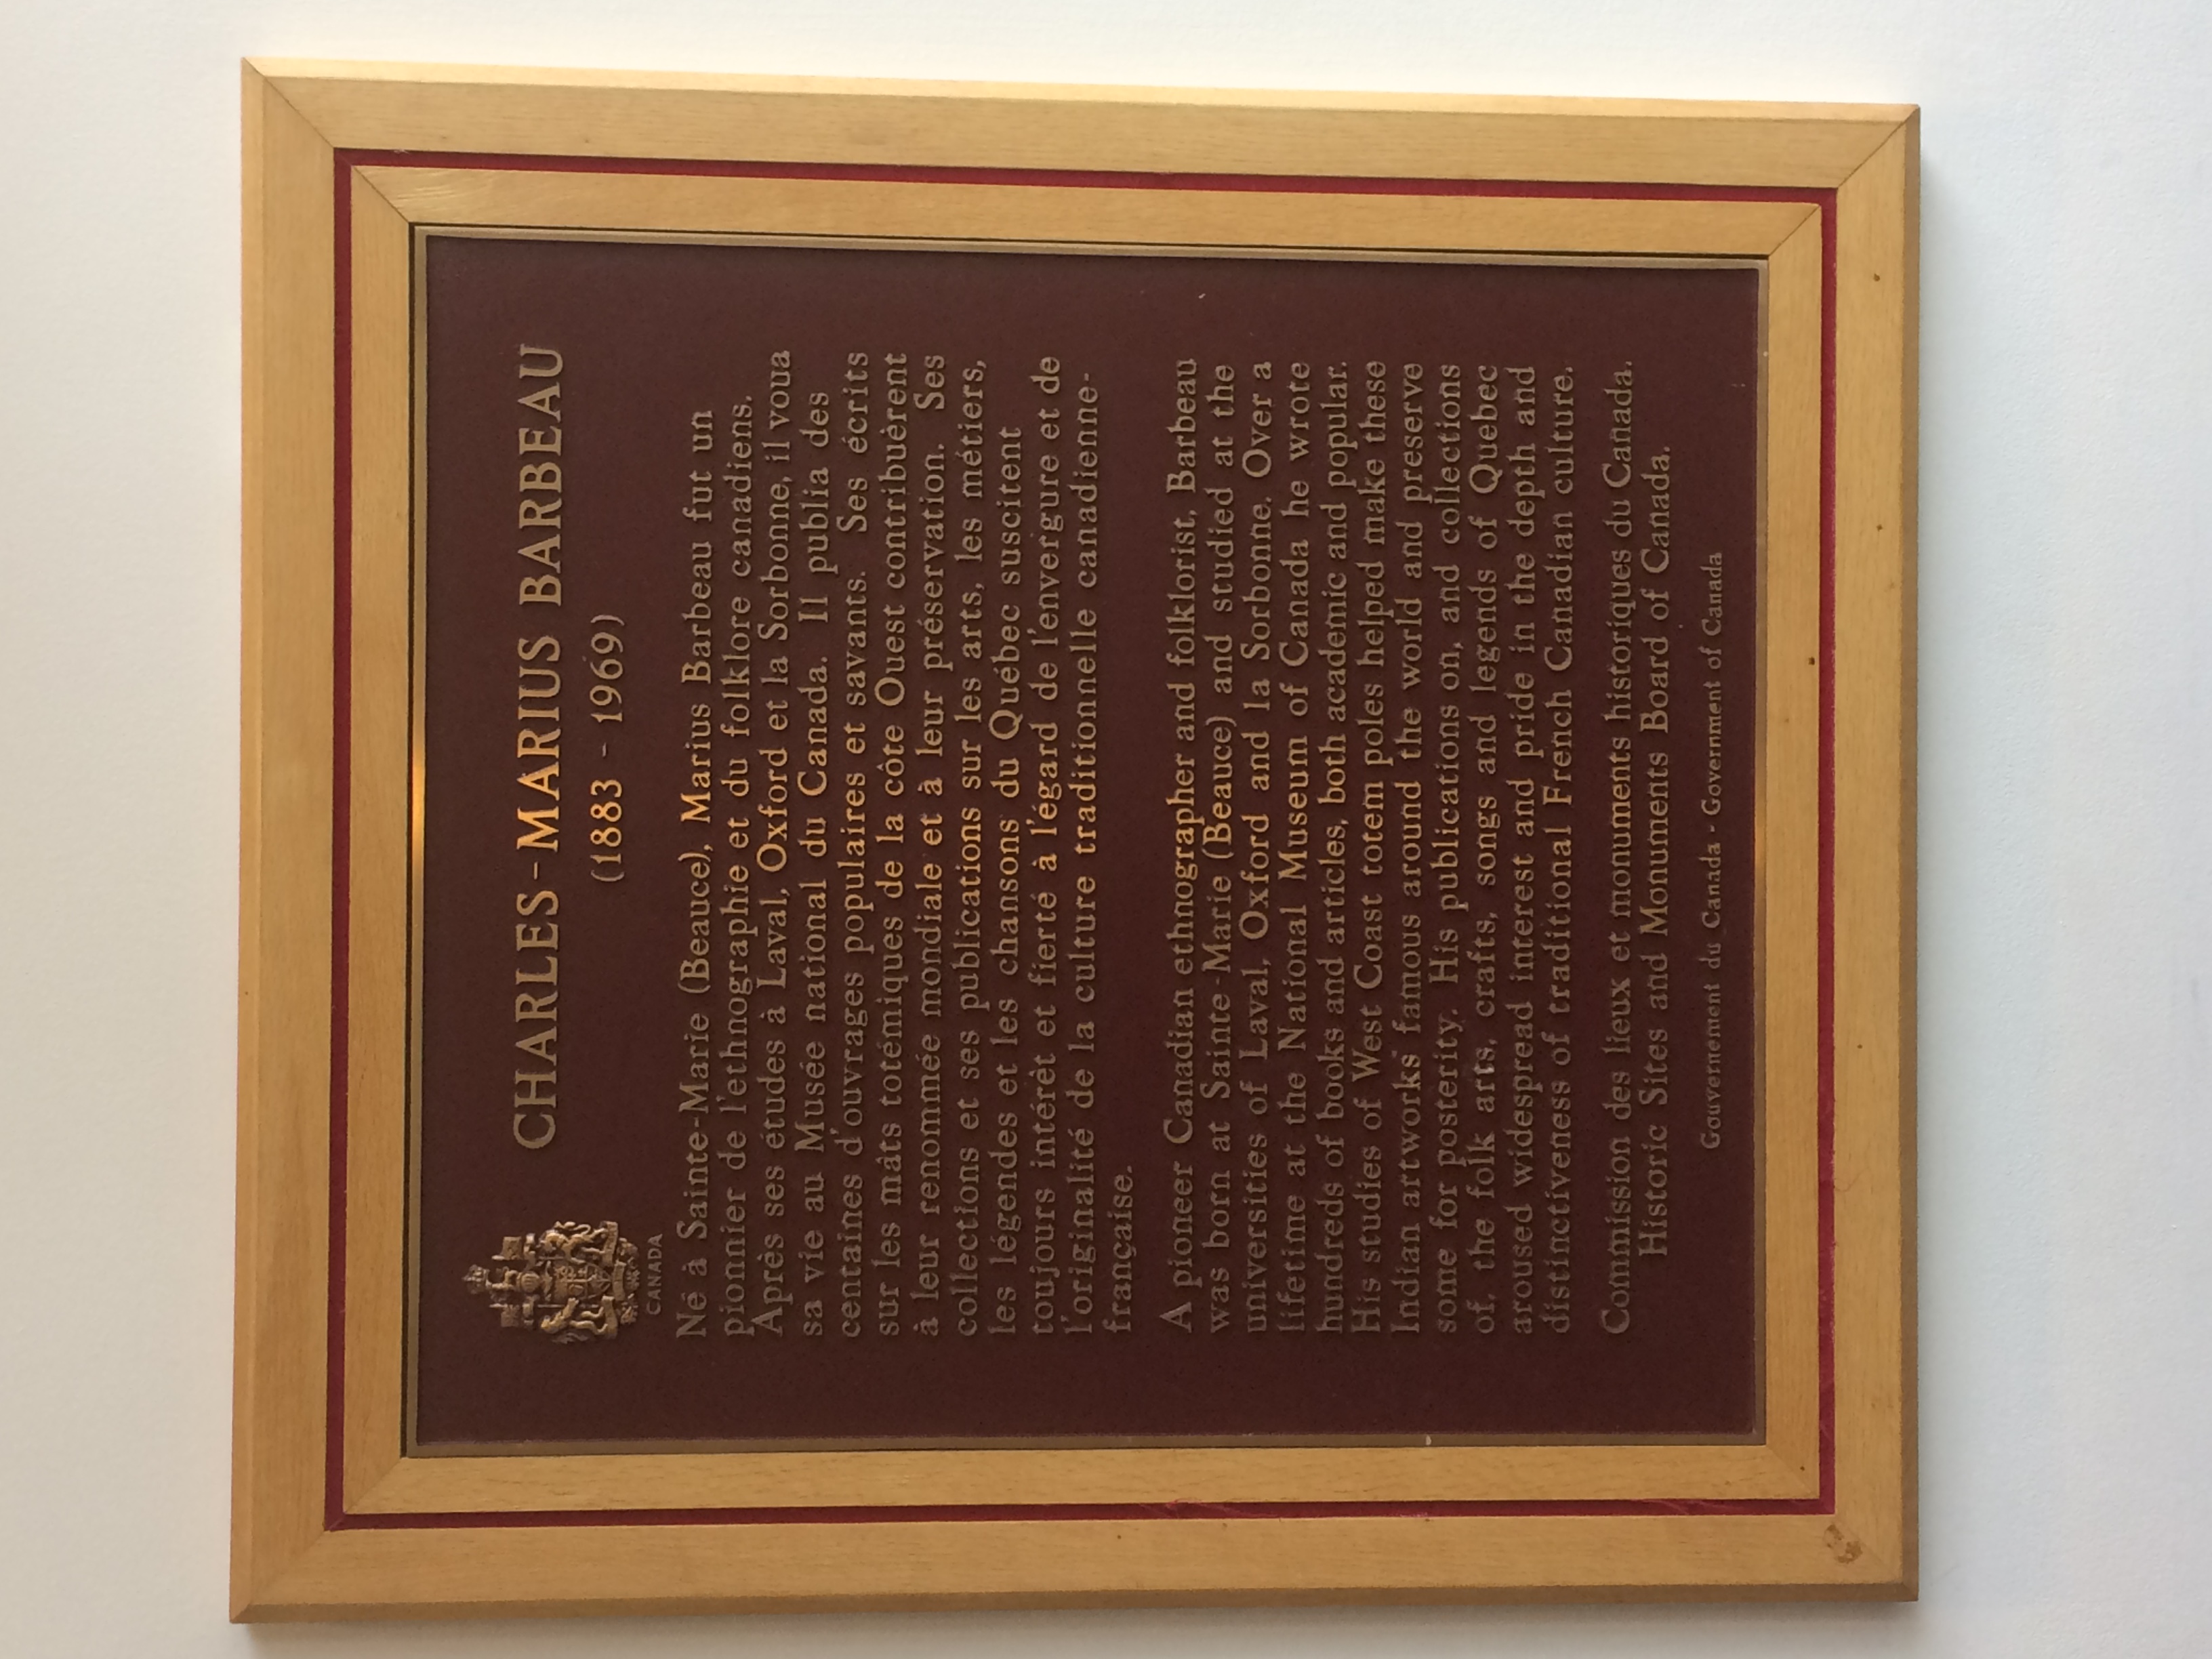 CHARLES-MARIUS BARBEAU
(1883 - 1969)
CANADA
Né à Sainte-Marie (Beauce), Marius Barbeau fut un
pionnier de l'ethnographie et du folklore canadiens.
Après ses études à Laval, Oxford et la Sorbonne, il voua
sa vie au Musée national du Canada. Il publia des
centaines d'ouvrages populaires et savants. Ses écrits
sur les mâts totémiques de la côte Ouest contribuèrent
à leur renommée mondiale et à leur préservation. Ses
collections et ses publications sur les arts, les métiers,
les légendes et les chansons du Québec suscitent
toujours intérêt et fierté à l'égard de l'envergure et de
l'originalité de la culture traditionnelle canadienne-
française.
A pioneer Canadian ethnographer and folklorist, Barbeau
was born at Sainte-Marie (Beauce) and studied at the
universities of Laval, Oxford and la Sorbonne. Over a
lifetime at the National Museum of Canada he wrote
hundreds of books and articles, both academic and popular.
His studies of West Coast totem poles helped make these
Indian artworks famous around the world and preserve
some for posterity. His publications on, and collections
of, the folk arts, crafts, songs and legends of Quebec
aroused widespread interest and pride in the depth and
distinctiveness of traditional French Canadian culture.
Commission des lieux et monuments historiques du Canada.
Historic Sites and Monuments Board of Canada.
Gouvernement du Canada - Government of Canada